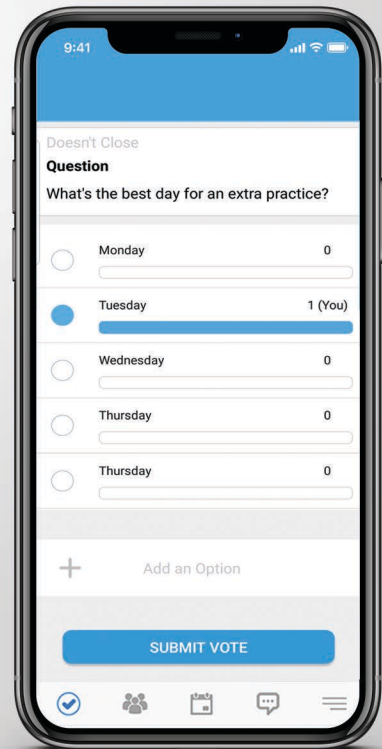 9:41
Doesn't Close
Question
What's the best day for an extra practice?
Monday 0
Tuesday 1 (You)
Wednesday 0
Thursday 0
Thursday 0
Add an Option
SUBMIT VOTE